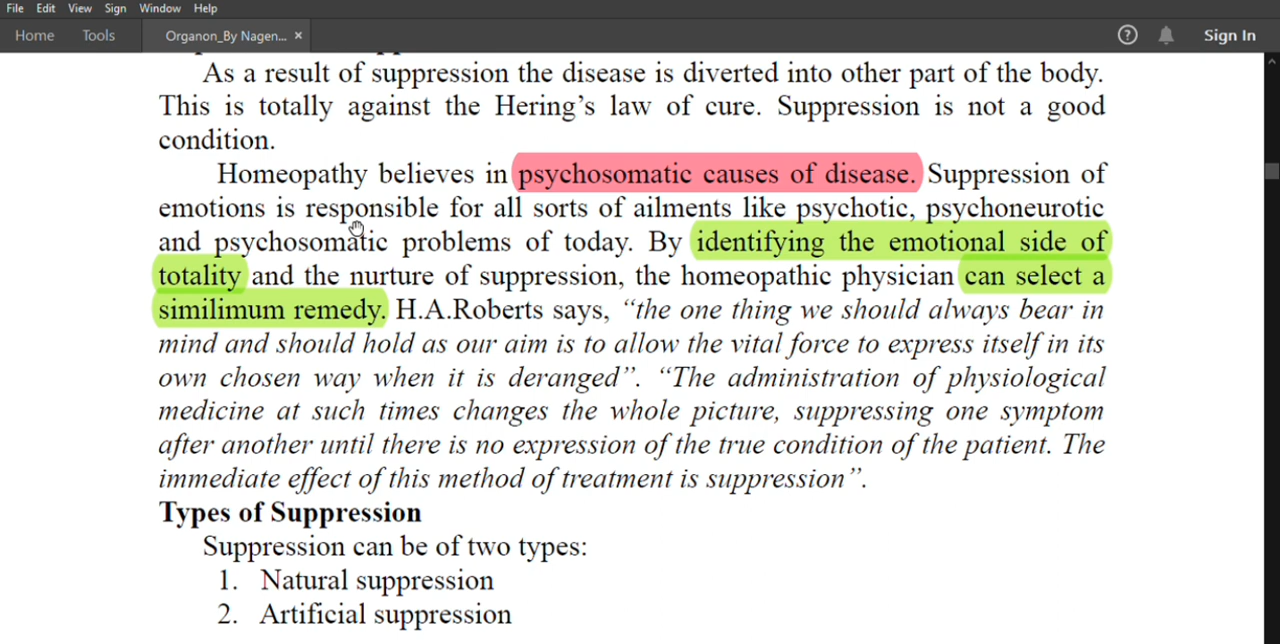 File Edit View Sign Window Help
Home Tools Organon_By Nagen... × Sign In
As a result of suppression the disease is diverted into other part of the body.
This is totally against the Hering’s law of cure. Suppression is not a good
condition.
Homeopathy believes in psychosomatic causes of disease. Suppression of
emotions is responsible for all sorts of ailments like psychotic, psychoneurotic
and psychosomatic problems of today. By identifying the emotional side of
totality and the nurture of suppression, the homeopathic physician can select a
similimum remedy. H.A.Roberts says, “the one thing we should always bear in
mind and should hold as our aim is to allow the vital force to express itself in its
own chosen way when it is deranged”. “The administration of physiological
medicine at such times changes the whole picture, suppressing one symptom
after another until there is no expression of the true condition of the patient. The
immediate effect of this method of treatment is suppression”.
Types of Suppression
Suppression can be of two types:
1. Natural suppression
2. Artificial suppression